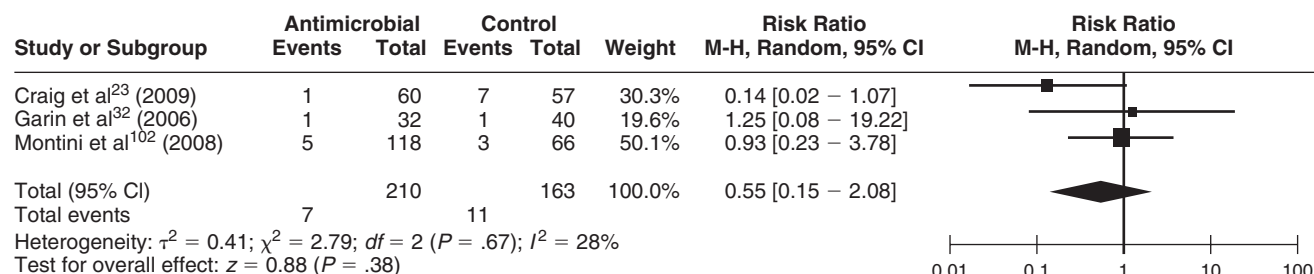 Antimicrobial Control Risk Ratio Risk Ratio
Study or Subgroup Events Total Events Total Weight M-H, Random, 95% CI M-H, Random, 95% CI
Craig et al23 (2009) 1 60 7 57 30.3% 0.14 [0.02 − 1.07]
Garin et al32 (2006) 1 32 1 40 19.6% 1.25 [0.08 − 19.22]
Montini et al102 (2008) 5 118 3 66 50.1% 0.93 [0.23 − 3.78]
Total (95% CI) 210 163 100.0% 0.55 [0.15 − 2.08]
Total events 7 11
Heterogeneity: τ2 = 0.41; χ2 = 2.79; df = 2 (P = .67); I2 = 28%
Test for overall effect: z = 0.88 (P = .38)
0.01 0.1 1 10 100